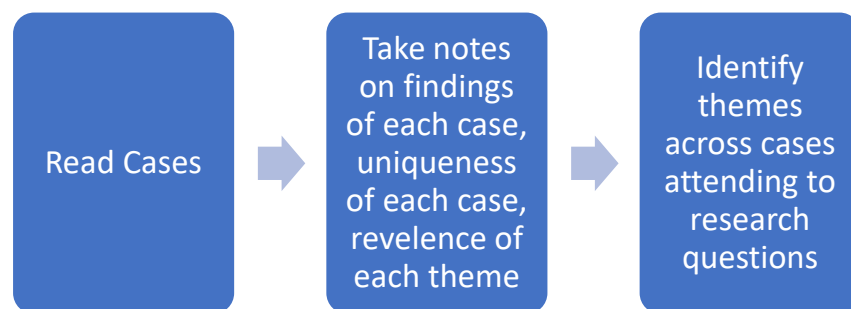 Read Cases
Take notes
on findings
of each case,
uniqueness
of each case,
revelence of
each theme
Identify
themes
across cases
attending to
research
questions